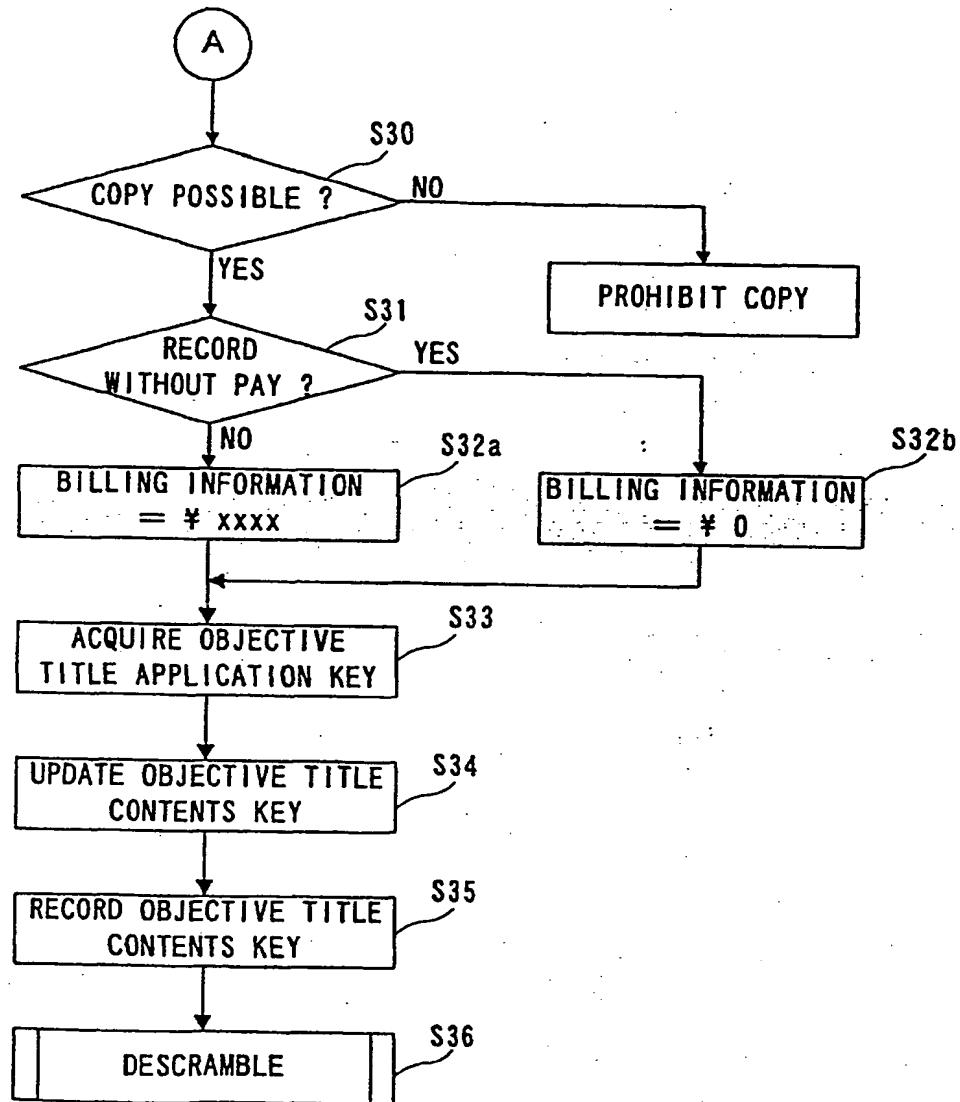 A
S30
COPY POSSIBLE ?
NO
YES
PROHIBIT COPY
S31
RECORD
WITHOUT PAY ?
YES
NO
S32a
S32b
BILLING INFORMATION
= ¥ xxxx
BILLING INFORMATION
= ¥ 0
S33
ACQUIRE OBJECTIVE
TITLE APPLICATION KEY
S34
UPDATE OBJECTIVE TITLE
CONTENTS KEY
S35
RECORD OBJECTIVE TITLE
CONTENTS KEY
S36
DESCRAMBLE